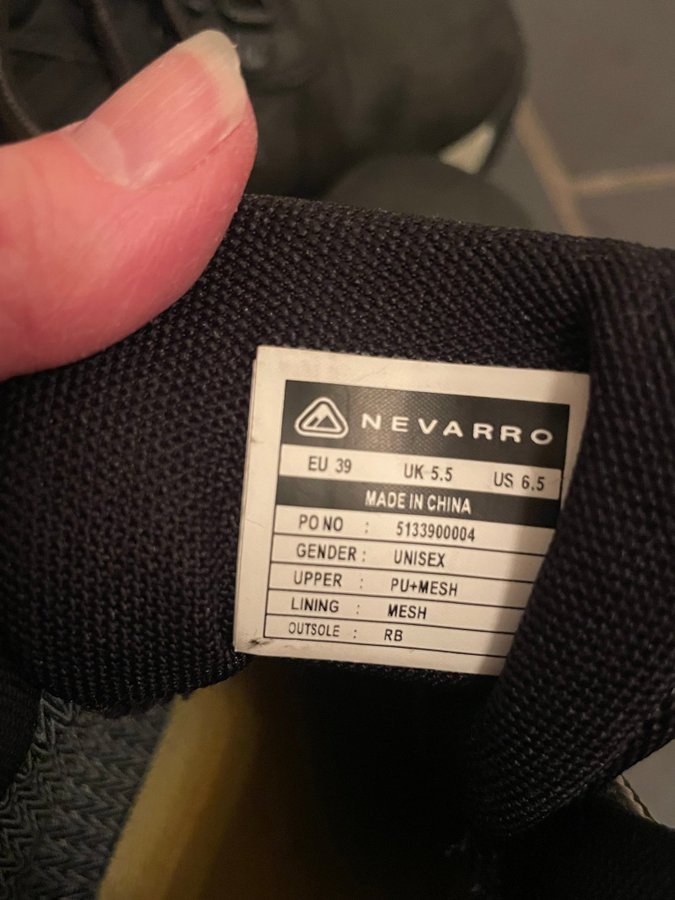 NEVARRO
EU 39 UK 5.5 US 6.5
MADE IN CHINA
PO NO : 5133900004
GENDER : UNISEX
UPPER : PU+MESH
LINING : MESH
OUTSOLE : RB